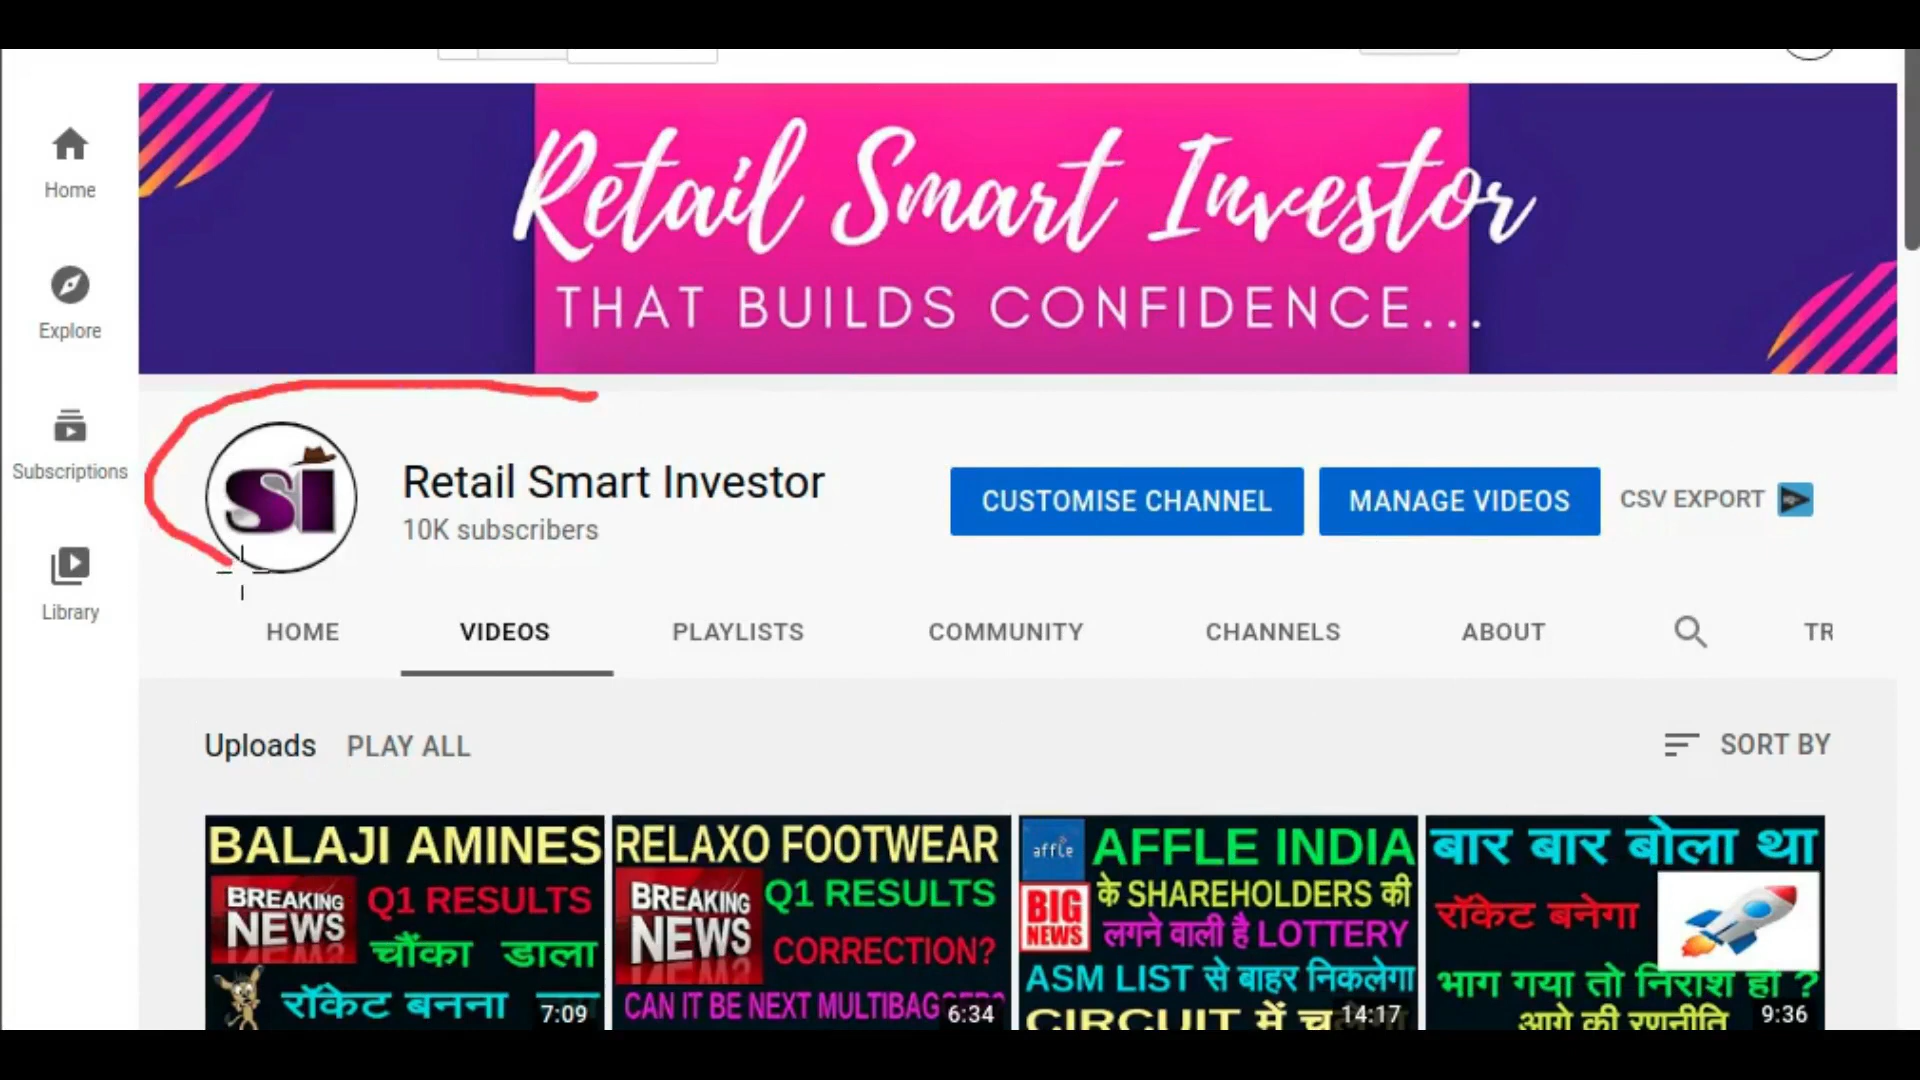 Retail Smart Investor
THAT BUILDS CONFIDENCE...
Home
Explore
Subscriptions
Library
si
Retail Smart Investor
10K subscribers
CUSTOMISE CHANNEL
MANAGE VIDEOS
CSV EXPORT
HOME
VIDEOS
PLAYLISTS
COMMUNITY
CHANNELS
ABOUT
TR
Uploads
PLAY ALL
SORT BY
BALAJI AMINES
BREAKING
NEWS
Q1 RESULTS
चौंका डाला
रॉकेट बनना
7:09
RELAXO FOOTWEAR
BREAKING
NEWS
Q1 RESULTS
CORRECTION?
CAN IT BE NEXT
6:34
affle
AFFLE INDIA
BIG
NEWS
के SHAREHOLDERS की
लगने वाली है LOTTERY
ASM LIST से बाहर निकलेगा
CIRCUIT में
14:17
बार बार बोला था
रॉकेट बनेगा
भाग गया तो निराश हो ?
आगे की रणनीति
9:36